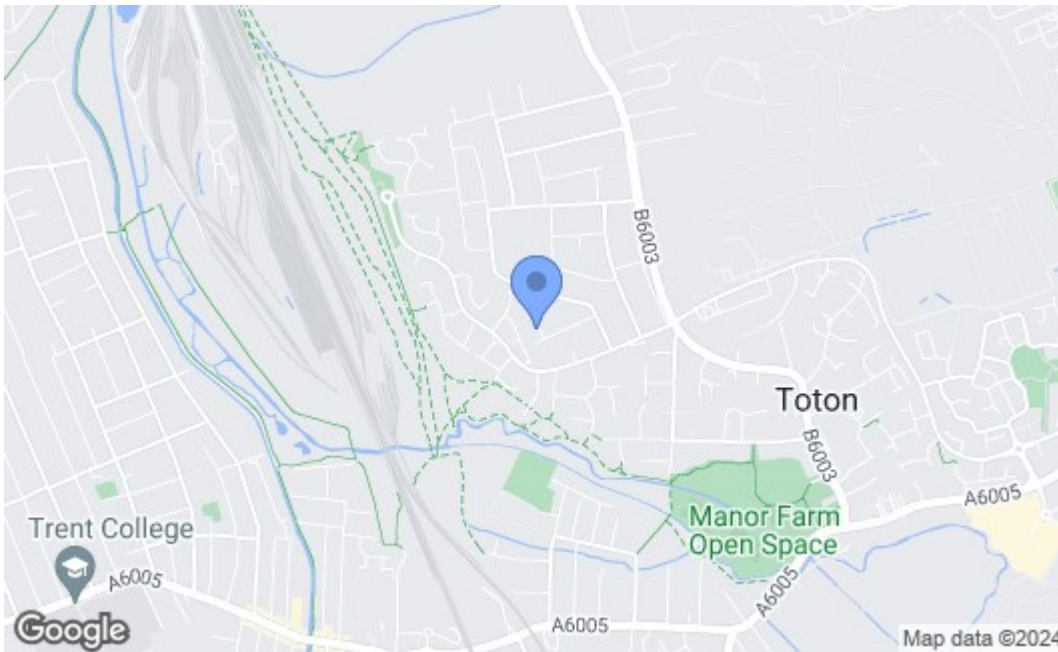 B6003
Toton
B6003
A6005
Manor Farm
Open Space
Trent College
A6005
A6005
A6005
Google
Map data ©2024